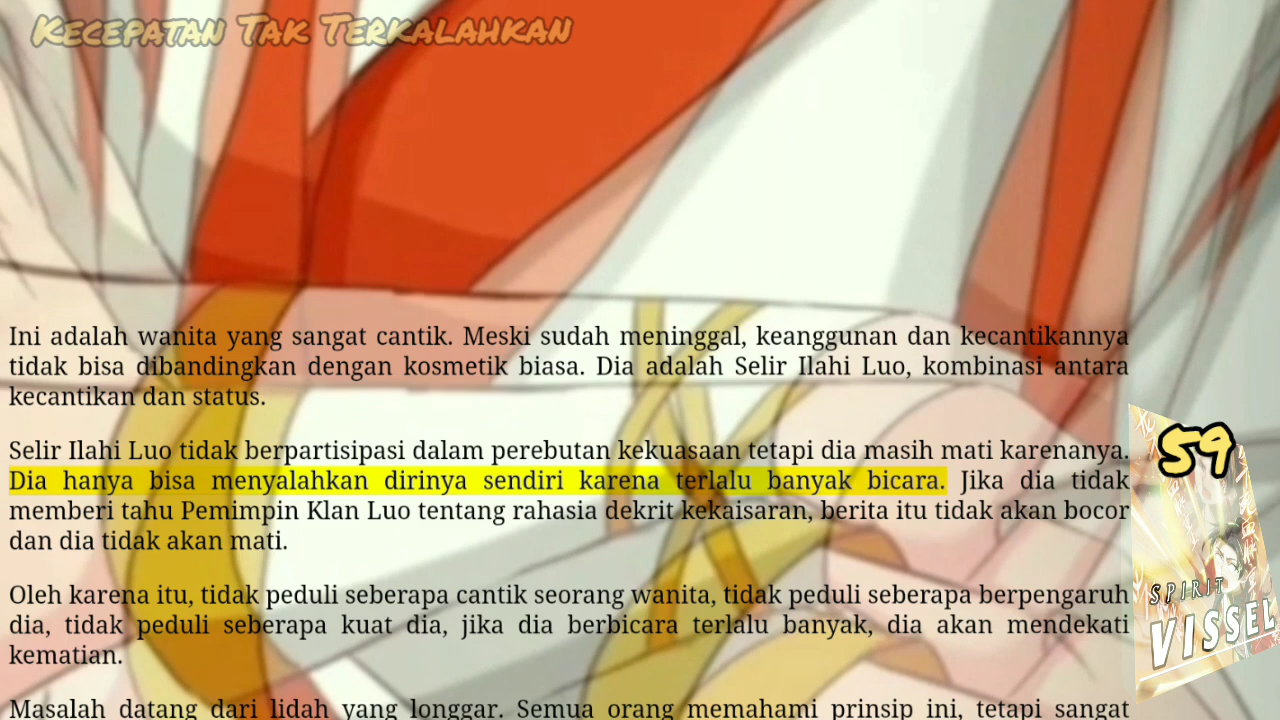 Kecepatan Tak Terkalahkan
Ini adalah wanita yang sangat cantik. Meski sudah meninggal, keanggunan dan kecantikannya
tidak bisa dibandingkan dengan kosmetik biasa. Dia adalah Selir Ilahi Luo, kombinasi antara
kecantikan dan status.
Selir Ilahi Luo tidak berpartisipasi dalam perebutan kekuasaan tetapi dia masih mati karenanya.
Dia hanya bisa menyalahkan dirinya sendiri karena terlalu banyak bicara. Jika dia tidak
memberi tahu Pemimpin Klan Luo tentang rahasia dekrit kekaisaran, berita itu tidak akan bocor
dan dia tidak akan mati.
Oleh karena itu, tidak peduli seberapa cantik seorang wanita, tidak peduli seberapa berpengaruh
dia, tidak peduli seberapa kuat dia, jika dia berbicara terlalu banyak, dia akan mendekati
kematian.
Masalah datang dari lidah yang longgar. Semua orang memahami prinsip ini, tetapi sangat
59
SPIRIT
VISSEL